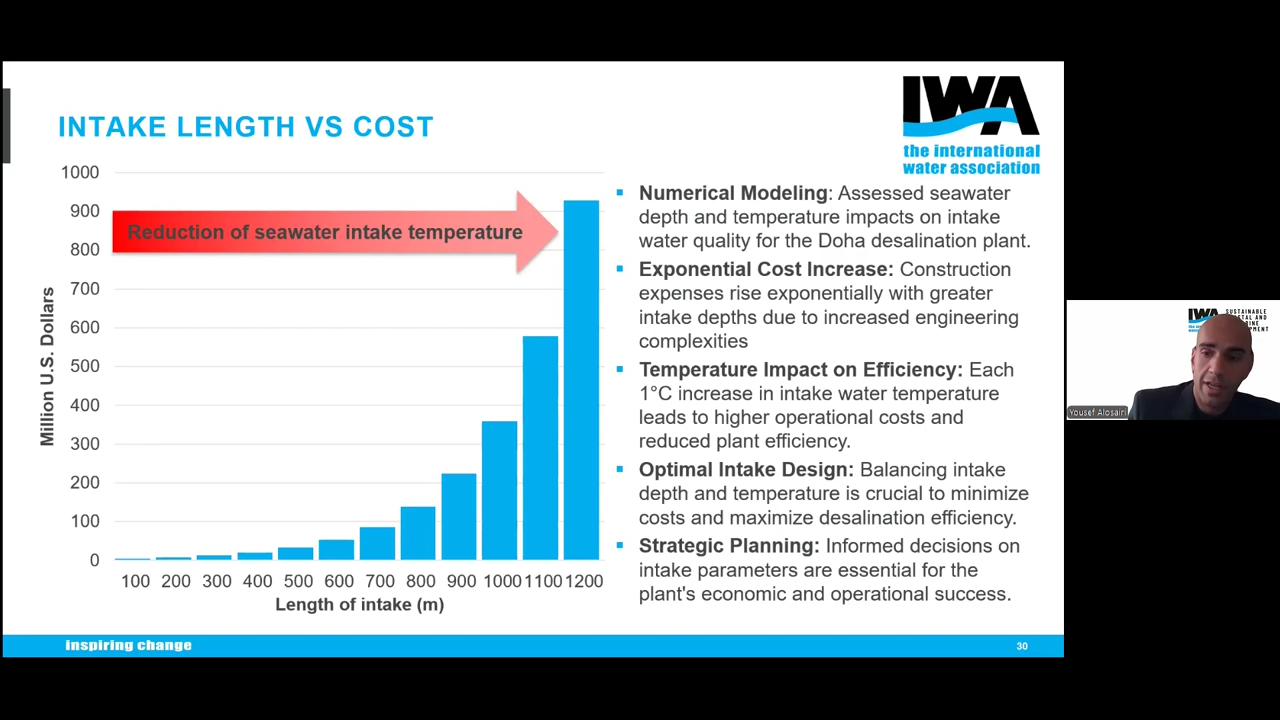 INTAKE LENGTH VS COST
IWA
the international
water association
1000
900
800
700
600
500
400
300
200
100
0
Million U.S. Dollars
Reduction of seawater intake temperature
100 200 300 400 500 600 700 800 900 1000 1100 1200
Length of intake (m)
▪ Numerical Modeling: Assessed seawater
depth and temperature impacts on intake
water quality for the Doha desalination plant.
▪ Exponential Cost Increase: Construction
expenses rise exponentially with greater
intake depths due to increased engineering
complexities
▪ Temperature Impact on Efficiency: Each
1°C increase in intake water temperature
leads to higher operational costs and
reduced plant efficiency.
▪ Optimal Intake Design: Balancing intake
depth and temperature is crucial to minimize
costs and maximize desalination efficiency.
▪ Strategic Planning: Informed decisions on
intake parameters are essential for the
plant's economic and operational success.
inspiring change
30
IWA
SUSTAINABLE
AND
Yousef Alosairi